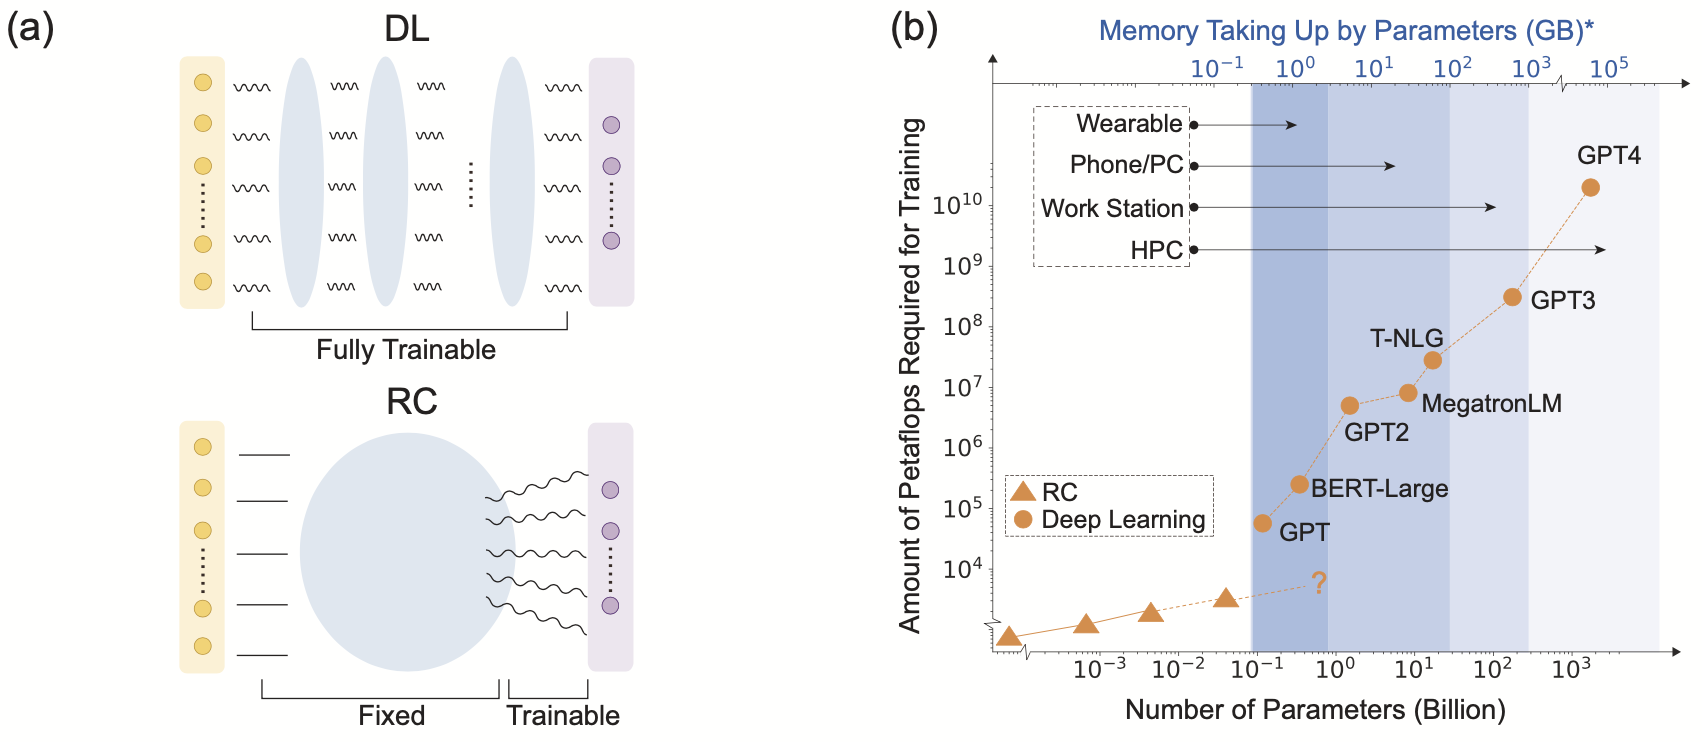 (a)
DL
Fully Trainable
RC
Fixed
Trainable
(b)
Memory Taking Up by Parameters (GB)*
10⁻¹ 10⁰ 10¹ 10² 10³ 10⁵
Wearable
Phone/PC
Work Station
HPC
GPT4
GPT3
T-NLG
MegatronLM
GPT2
BERT-Large
GPT
?
RC
Deep Learning
Amount of Petaflops Required for Training
10¹⁰
10⁹
10⁸
10⁷
10⁶
10⁵
10⁴
10⁻³ 10⁻² 10⁻¹ 10⁰ 10¹ 10² 10³
Number of Parameters (Billion)